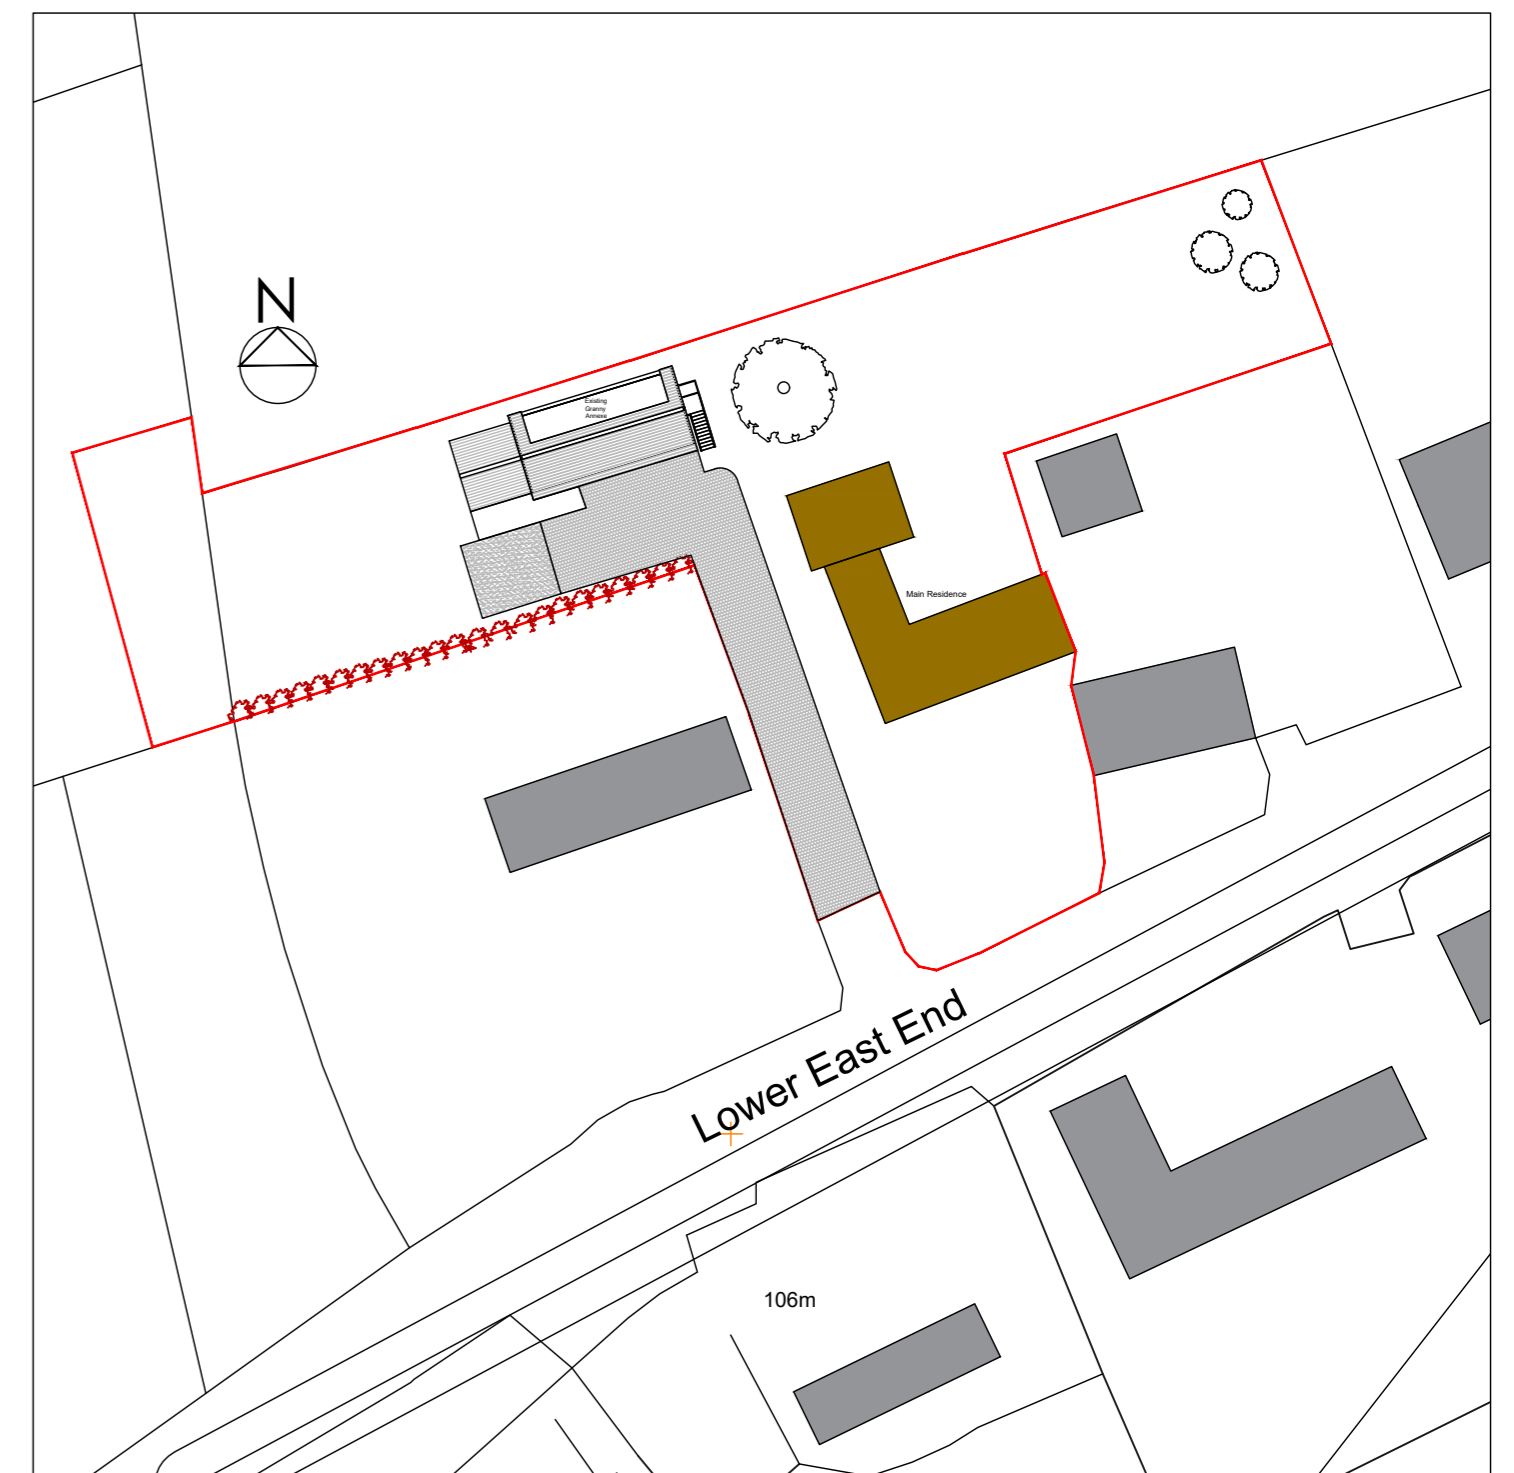 N
Existing
Granny
Annexe
Main Residence
Lower East End
106m